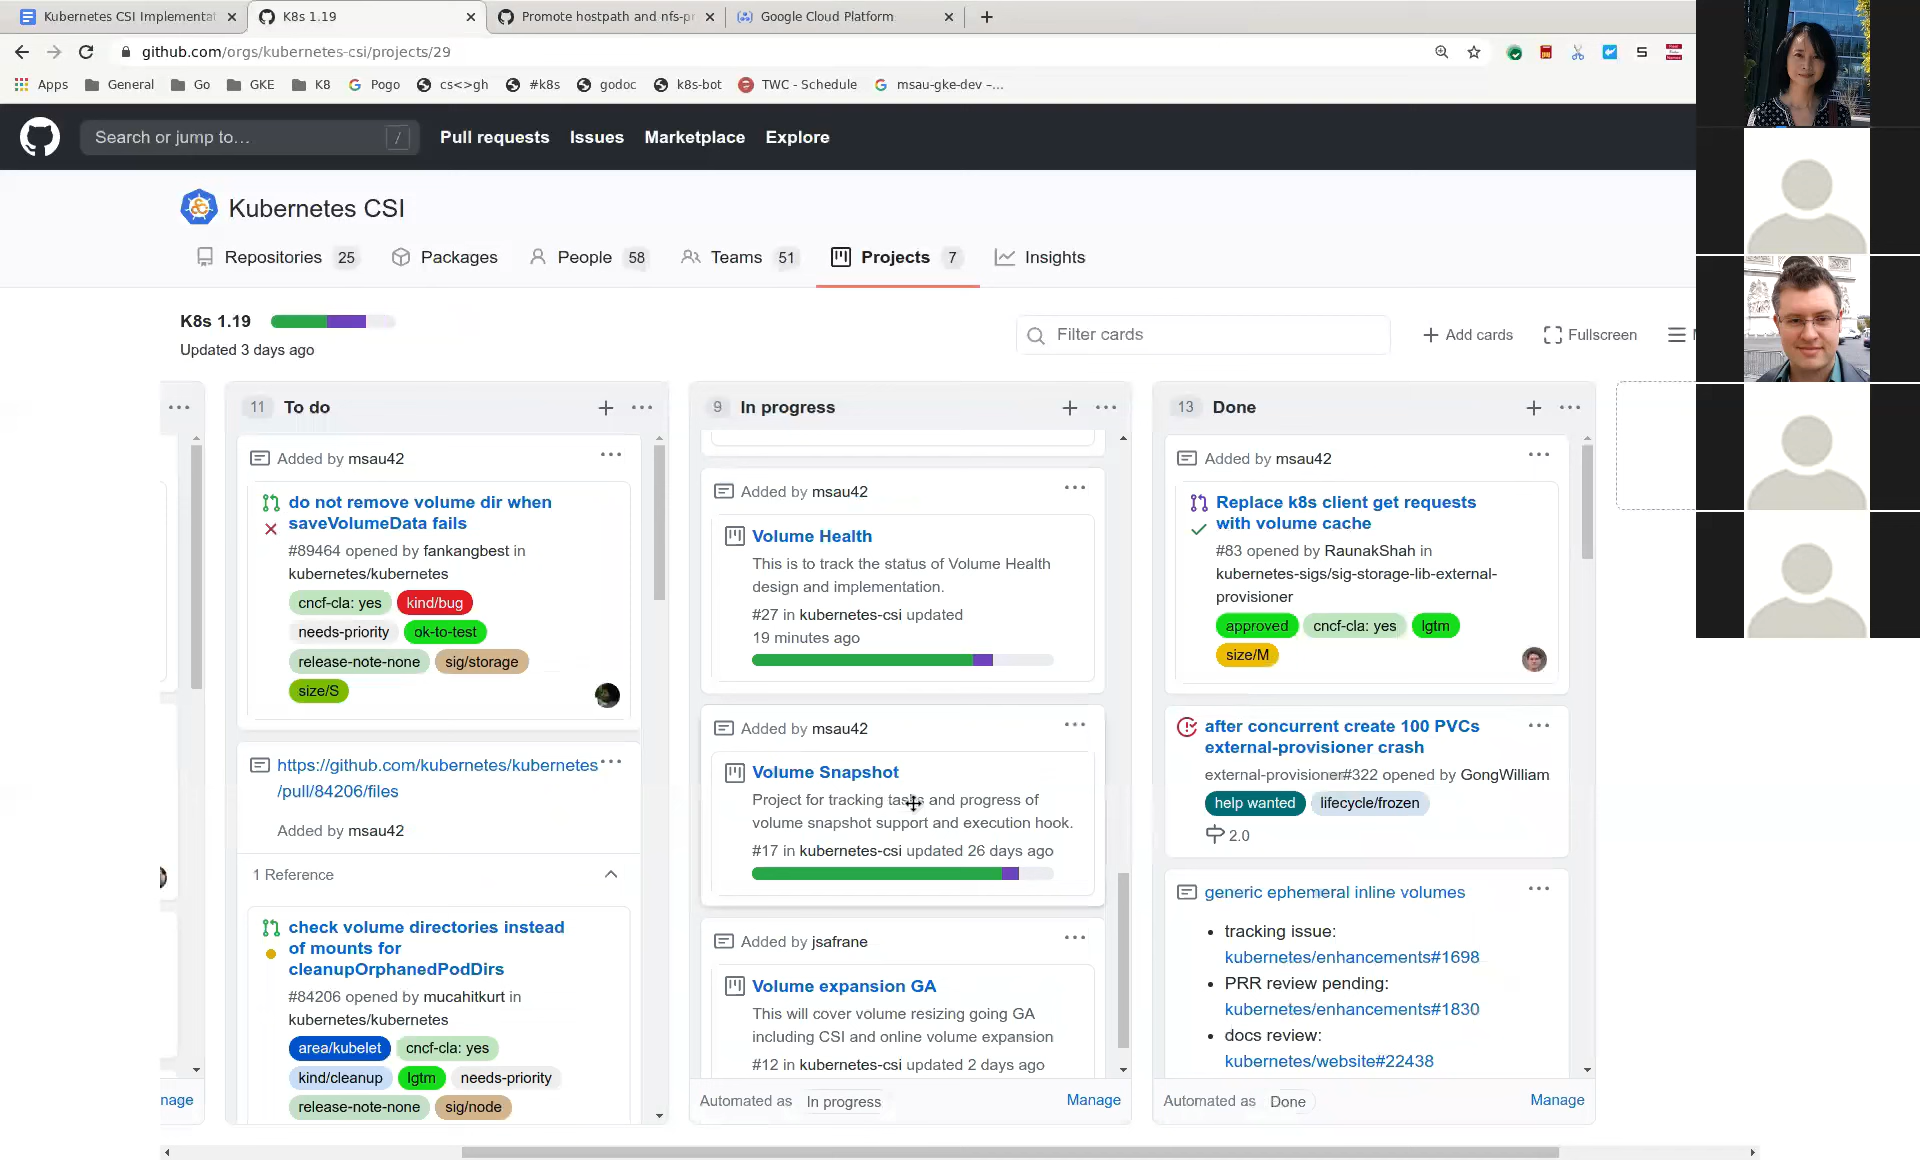 Kubernetes CSI Implementat
K8s 1.19
Promote hostpath and nfs-pr
Google Cloud Platform
github.com/orgs/kubernetes-csi/projects/29
Apps
General
Go
GKE
K8
Pogo
cs<>gh
#k8s
godoc
k8s-bot
TWC - Schedule
msau-gke-dev –...
Search or jump to…
/
Pull requests
Issues
Marketplace
Explore
Kubernetes CSI
Repositories 25
Packages
People 58
Teams 51
Projects 7
Insights
K8s 1.19
Updated 3 days ago
Filter cards
Add cards
Fullscreen
nage
11 To do
Added by msau42
do not remove volume dir when
saveVolumeData fails
#89464 opened by fankangbest in
kubernetes/kubernetes
cncf-cla: yes kind/bug
needs-priority ok-to-test
release-note-none sig/storage
size/S
https://github.com/kubernetes/kubernetes
/pull/84206/files
Added by msau42
1 Reference
check volume directories instead
of mounts for
cleanupOrphanedPodDirs
#84206 opened by mucahitkurt in
kubernetes/kubernetes
area/kubelet cncf-cla: yes
kind/cleanup lgtm needs-priority
release-note-none sig/node
9 In progress
Added by msau42
Volume Health
This is to track the status of Volume Health
design and implementation.
#27 in kubernetes-csi updated
19 minutes ago
Added by msau42
Volume Snapshot
Project for tracking tasks and progress of
volume snapshot support and execution hook.
#17 in kubernetes-csi updated 26 days ago
Added by jsafrane
Volume expansion GA
This will cover volume resizing going GA
including CSI and online volume expansion
#12 in kubernetes-csi updated 2 days ago
Automated as In progress
Manage
13 Done
Added by msau42
Replace k8s client get requests
with volume cache
#83 opened by RaunakShah in
kubernetes-sigs/sig-storage-lib-external-
provisioner
approved cncf-cla: yes lgtm
size/M
after concurrent create 100 PVCs
external-provisioner crash
external-provisioner#322 opened by GongWilliam
help wanted lifecycle/frozen
2.0
generic ephemeral inline volumes
tracking issue:
kubernetes/enhancements#1698
PRR review pending:
kubernetes/enhancements#1830
docs review:
kubernetes/website#22438
Automated as Done
Manage